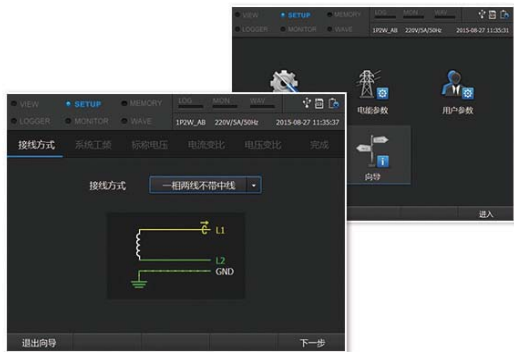 VIEW SETUP MEMORY LOG MON WAV
LOGGER MONITOR WAVE 1P2W_AB 220V/5A/50Hz 2015-08-27 11:35:31
电能参数
用户参数
向导
进入
VIEW SETUP MEMORY LOG MON WAV
LOGGER MONITOR WAVE 1P2W_AB 220V/5A/50Hz 2015-08-27 11:35:37
接线方式 系统工频 标称电压 电流变比 电压变比 完成
接线方式 一相两线不带中线
L1
L2
GND
退出向导 下一步